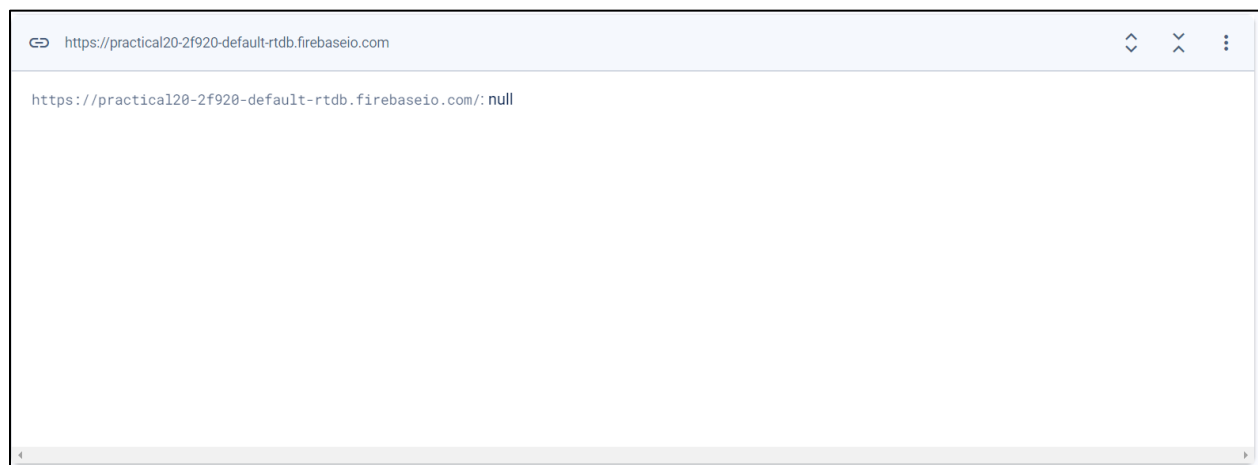 https://practical20-2f920-default-rtdb.firebaseio.com
https://practical20-2f920-default-rtdb.firebaseio.com/: null